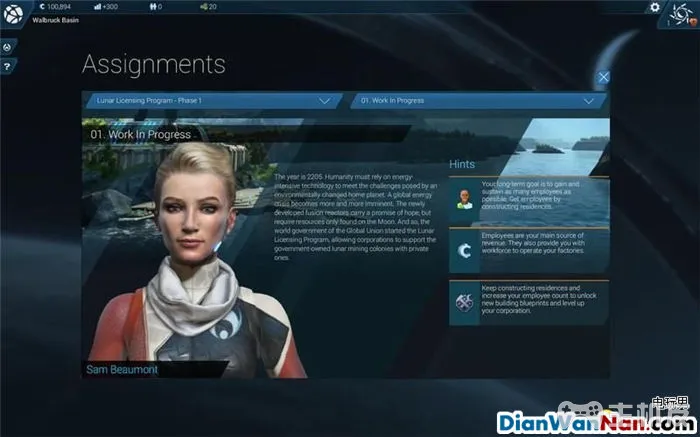 100,894
+300
0
20
Walbruck Basin
?
1
Assignments
Lunar Licensing Program - Phase 1
01. Work In Progress
01. Work In Progress
The year is 2205. Humanity must rely on energy-
intensive technology to meet the challenges posed by an
environmentally changed home planet. A global energy
crisis becomes more and more imminent. The newly
developed fusion reactors carry a promise of hope, but
require resources only found on the Moon. And so, the
world government of the Global Union started the Lunar
Licensing Program, allowing corporations to support the
government-owned lunar mining colonies with private
ones.
Hints
Your long-term goal is to gain and
sustain as many employees as
possible. Get employees by
constructing residences.
Employees are your main source of
revenue. They also provide you with
workforce to operate your factories.
Keep constructing residences and
increase your employee count to unlock
new building blueprints and level up
your corporation.
Sam Beaumont
电玩男
DianWanNan.com